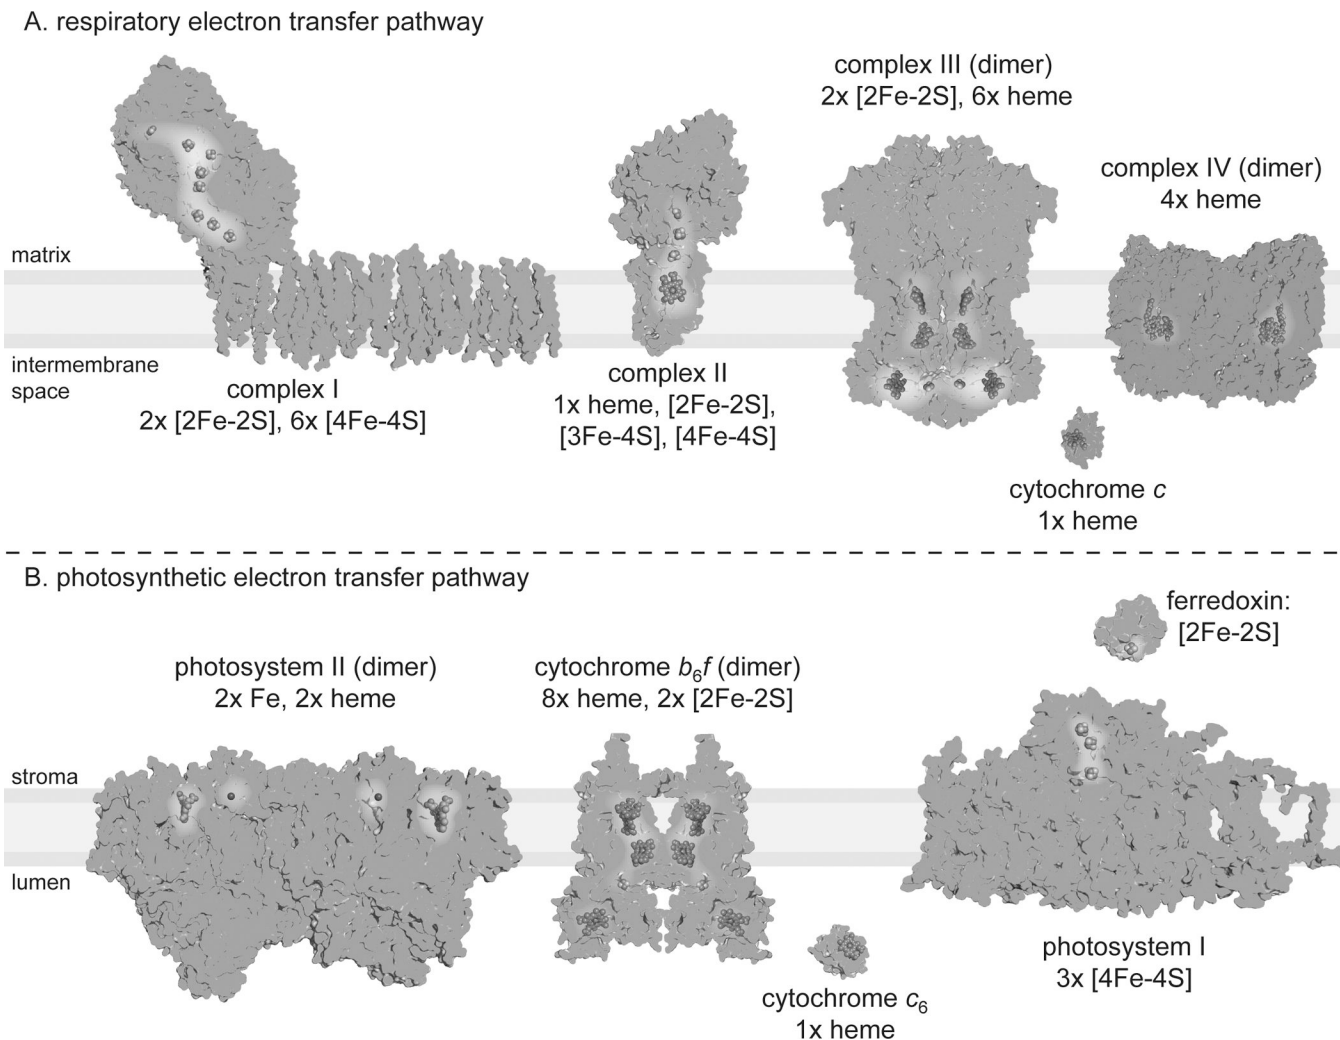 A. respiratory electron transfer pathway
complex III (dimer)
2x [2Fe-2S], 6x heme
complex IV (dimer)
4x heme
matrix
intermembrane
space
complex I
2x [2Fe-2S], 6x [4Fe-4S]
complex II
1x heme, [2Fe-2S],
[3Fe-4S], [4Fe-4S]
cytochrome c
1x heme
B. photosynthetic electron transfer pathway
ferredoxin:
[2Fe-2S]
photosystem II (dimer)
2x Fe, 2x heme
cytochrome b₆f (dimer)
8x heme, 2x [2Fe-2S]
stroma
lumen
photosystem I
3x [4Fe-4S]
cytochrome c₆
1x heme